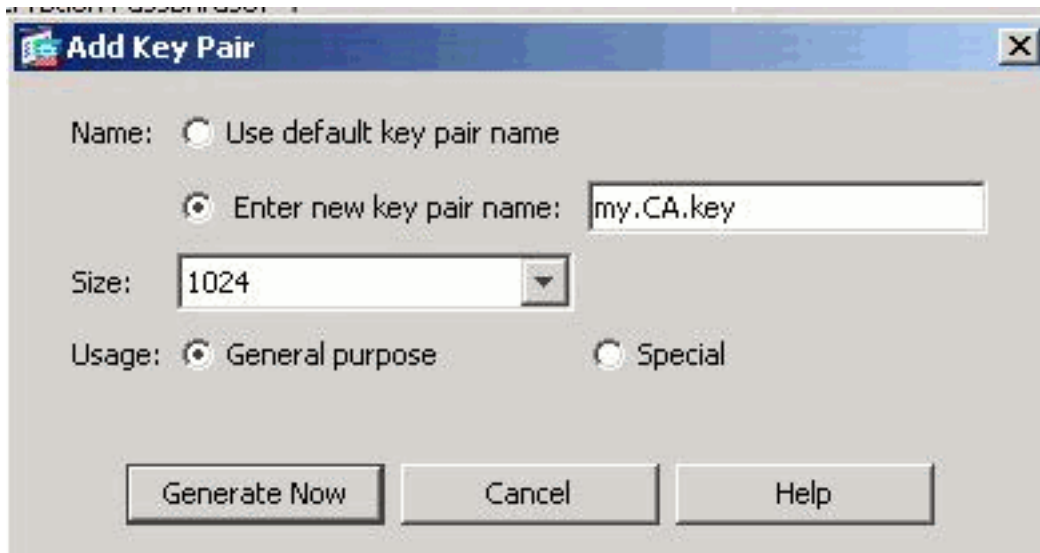 Add Key Pair
Name: Use default key pair name
Enter new key pair name: my.CA.key
Size: 1024
Usage: General purpose Special
Generate Now Cancel Help